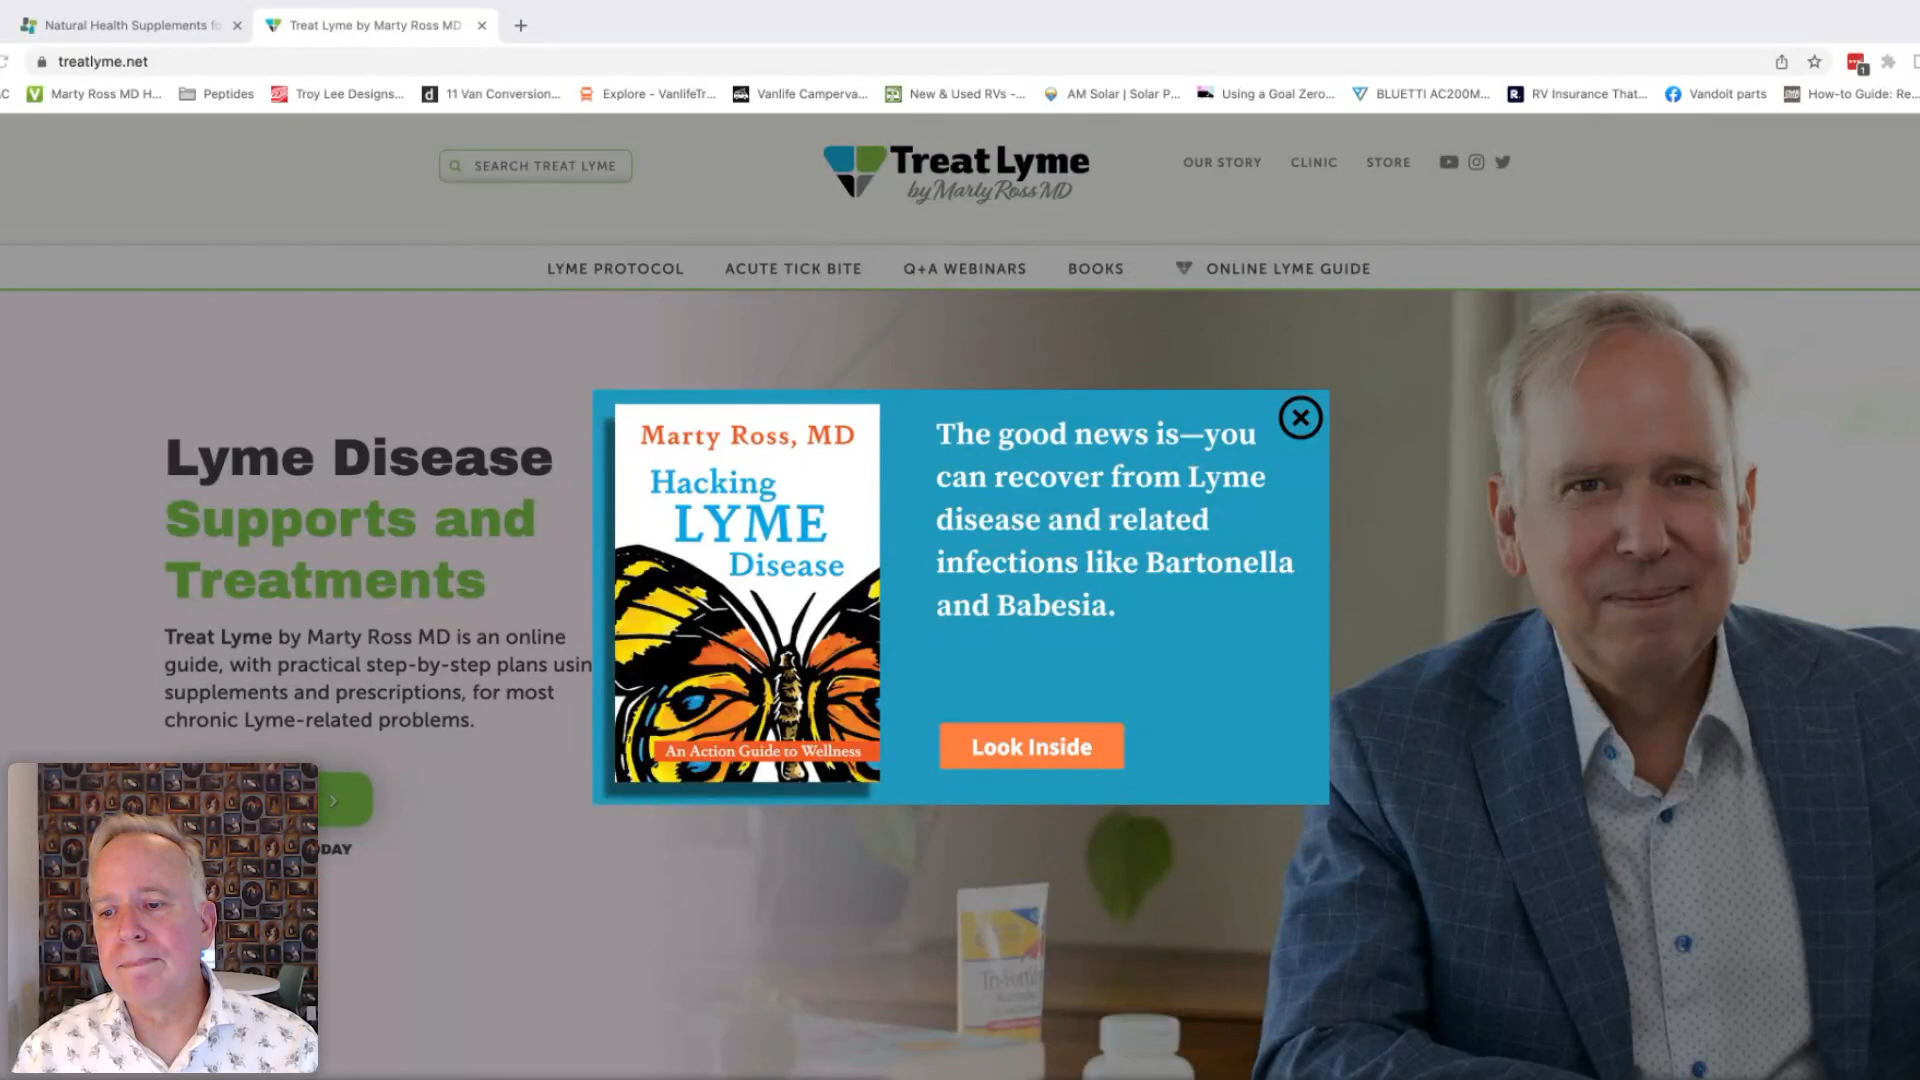 Natural Health Supplements fo
Treat Lyme by Marty Ross MD
treatlyme.net
Marty Ross MD H...
Peptides
Troy Lee Designs...
11 Van Conversion...
Explore - VanlifeTr...
Vanlife Camperva...
New & Used RVs -...
AM Solar | Solar P...
Using a Goal Zero...
BLUETTI AC200M...
RV Insurance That...
Vandoit parts
How-to Guide: Re...
SEARCH TREAT LYME
Treat Lyme
by Marty Ross MD
OUR STORY
CLINIC
STORE
LYME PROTOCOL
ACUTE TICK BITE
Q+A WEBINARS
BOOKS
ONLINE LYME GUIDE
Lyme Disease
Supports and
Treatments
Treat Lyme by Marty Ross MD is an online
guide, with practical step-by-step plans usin
supplements and prescriptions, for most
chronic Lyme-related problems.
DAY
Marty Ross, MD
Hacking
LYME
Disease
An Action Guide to Wellness
The good news is—you
can recover from Lyme
disease and related
infections like Bartonella
and Babesia.
Look Inside